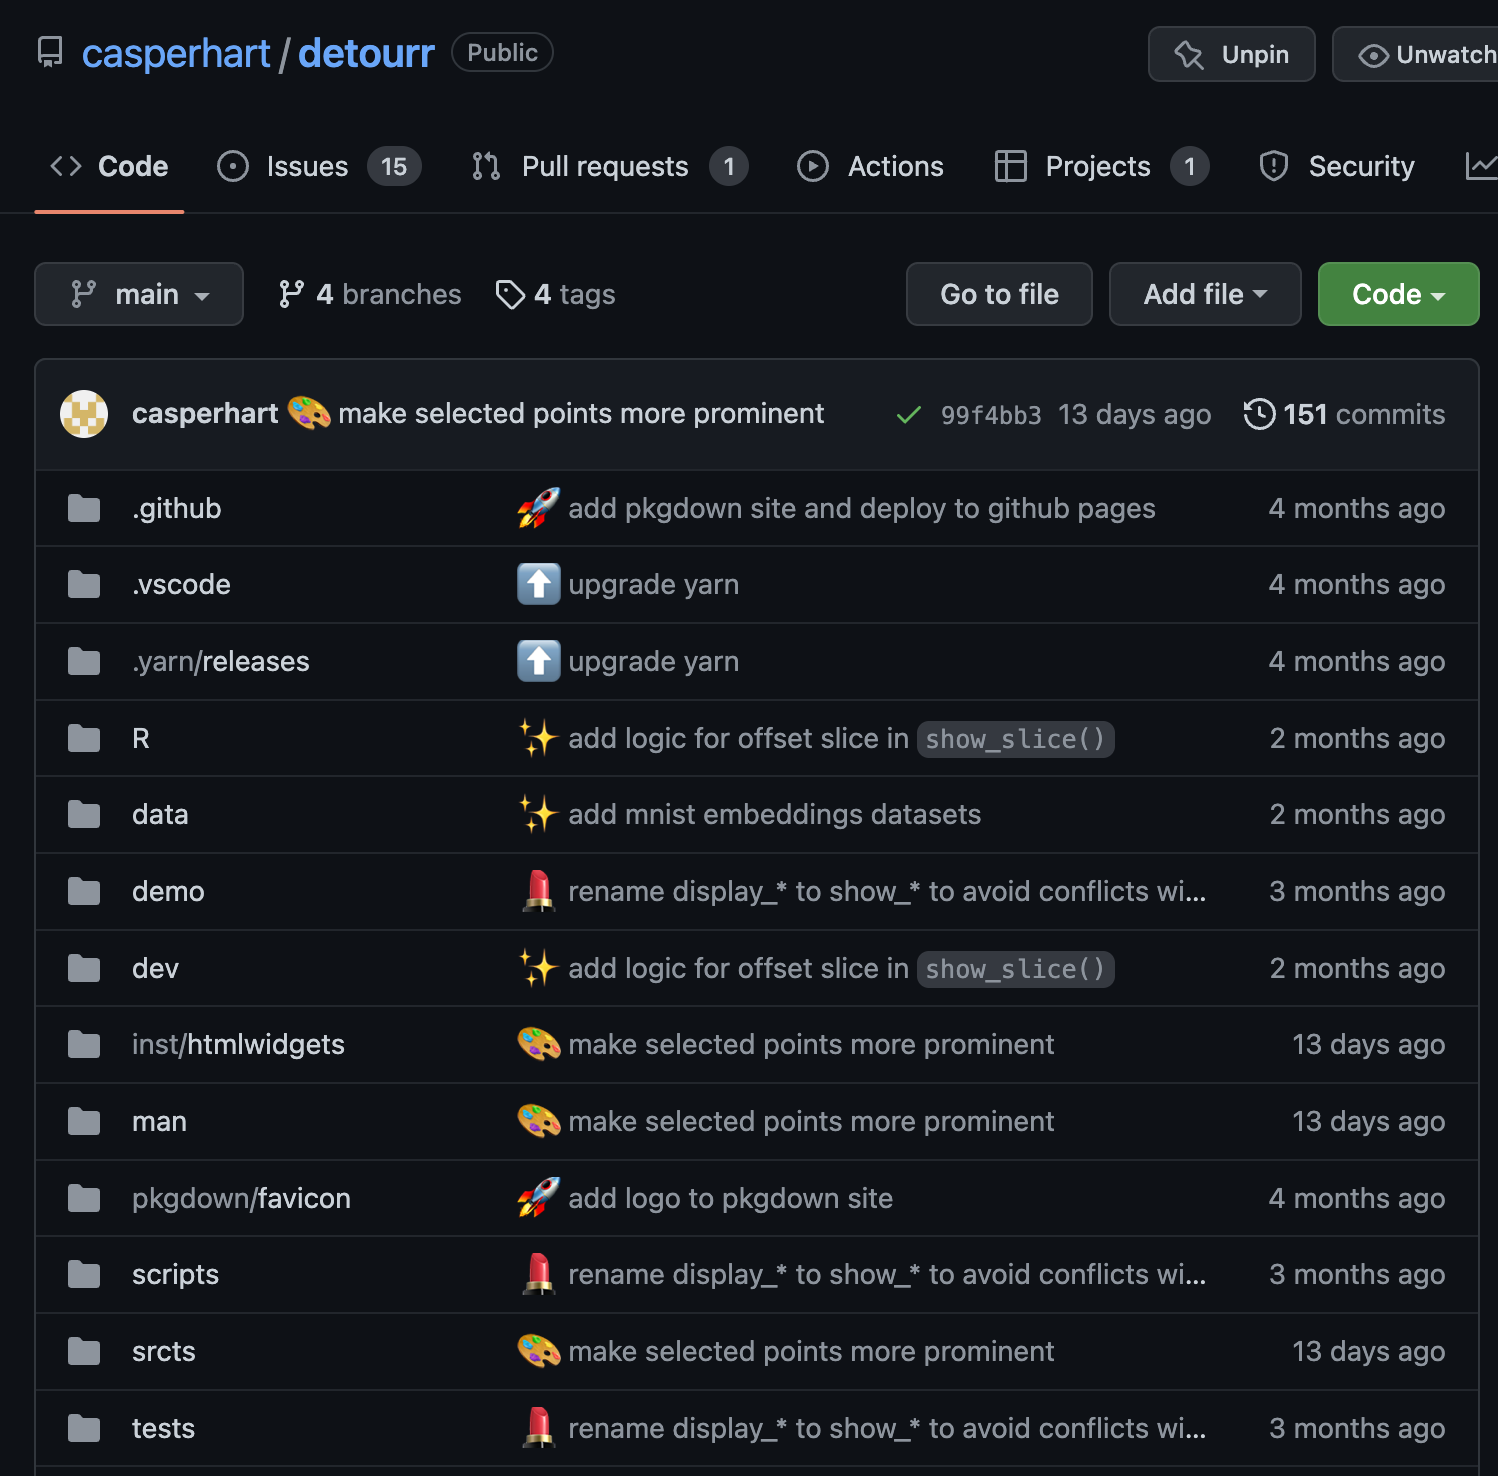 casperhart / detourr Public Unpin Unwatch
Code Issues 15 Pull requests 1 Actions Projects 1 Security
main 4 branches 4 tags Go to file Add file Code
casperhart 🎨 make selected points more prominent 99f4bb3 13 days ago 151 commits
.github 🚀 add pkgdown site and deploy to github pages 4 months ago
.vscode ⬆️ upgrade yarn 4 months ago
.yarn/releases ⬆️ upgrade yarn 4 months ago
R ✨ add logic for offset slice in show_slice() 2 months ago
data ✨ add mnist embeddings datasets 2 months ago
demo 💄 rename display_* to show_* to avoid conflicts wi... 3 months ago
dev ✨ add logic for offset slice in show_slice() 2 months ago
inst/htmlwidgets 🎨 make selected points more prominent 13 days ago
man 🎨 make selected points more prominent 13 days ago
pkgdown/favicon 🚀 add logo to pkgdown site 4 months ago
scripts 💄 rename display_* to show_* to avoid conflicts wi... 3 months ago
srcts 🎨 make selected points more prominent 13 days ago
tests 💄 rename display_* to show_* to avoid conflicts wi... 3 months ago